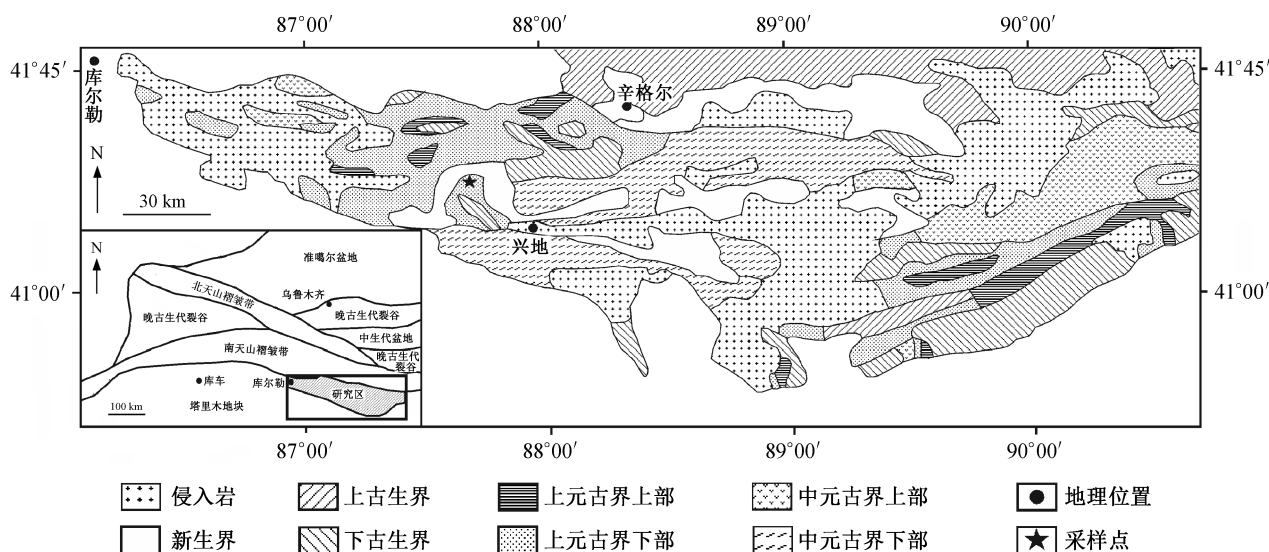 87°00′ 88°00′ 89°00′ 90°00′
41°45′
41°45′
库尔勒
辛格尔
N
30 km
兴地
41°00′
41°00′
N
准噶尔盆地
北天山褶皱带
乌鲁木齐
晚古生代裂谷
晚古生代裂谷
中生代盆地
南天山褶皱带
晚古生代
裂谷
库车
库尔勒
研究区
100 km
塔里木地块
87°00′ 88°00′ 89°00′ 90°00′
侵入岩 上古生界 上元古界上部 中元古界上部 地理位置
新生界 下古生界 上元古界下部 中元古界下部 采样点